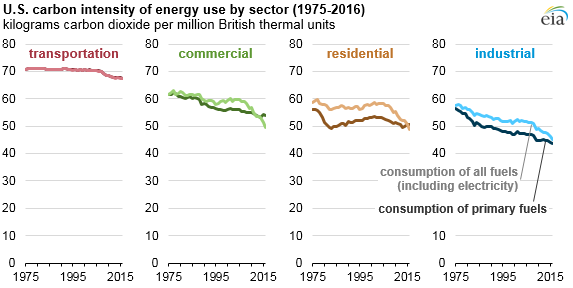 U.S. carbon intensity of energy use by sector (1975-2016)
kilograms carbon dioxide per million British thermal units
eia
transportation
commercial
residential
industrial
80
70
60
50
40
30
20
10
0
1975 1995 2015
80
70
60
50
40
30
20
10
0
1975 1995 2015
80
70
60
50
40
30
20
10
0
1975 1995 2015
80
70
60
50
40
30
20
10
0
1975 1995 2015
consumption of all fuels
(including electricity)
consumption of primary fuels